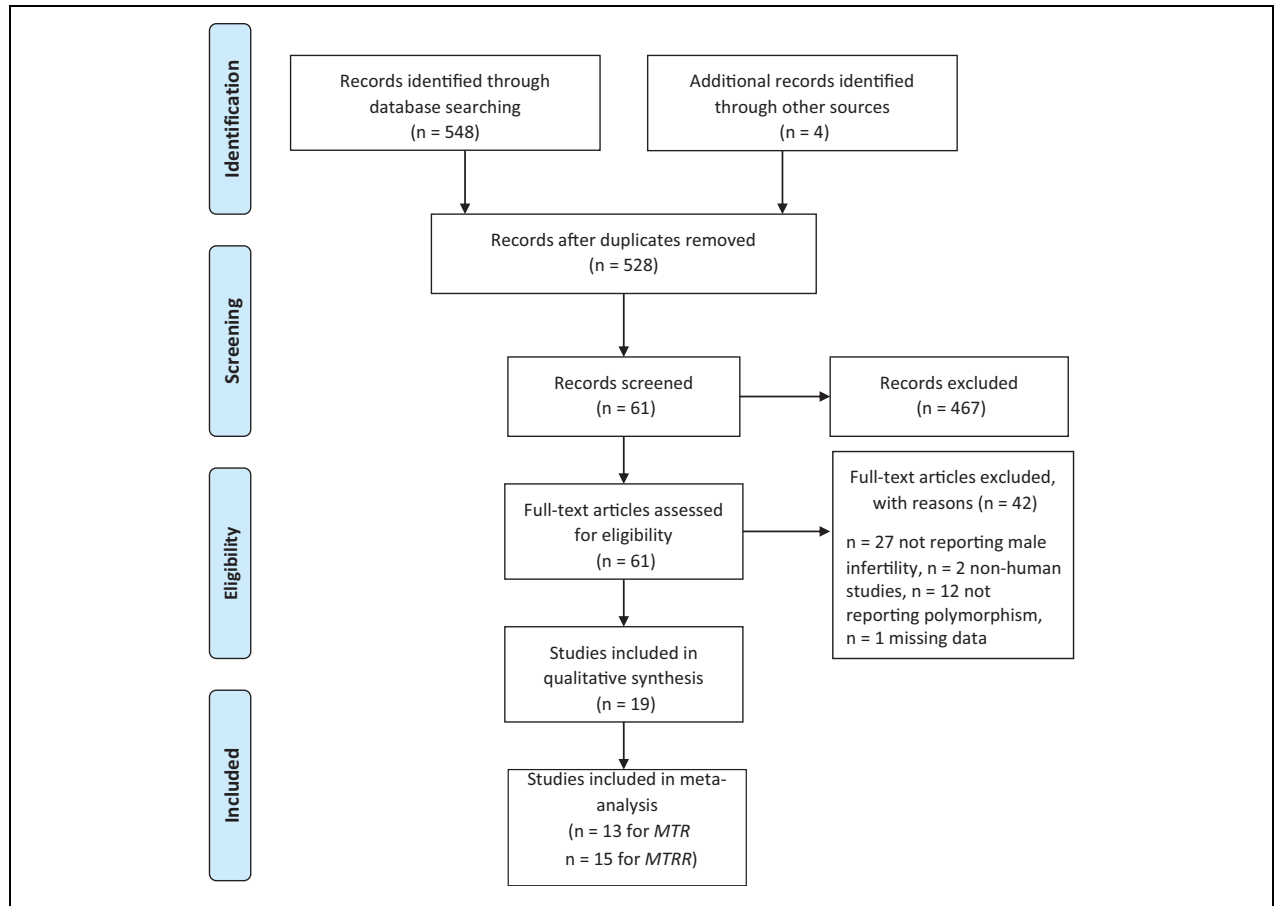 Identification
Records identified through
database searching
(n = 548)
Additional records identified
through other sources
(n = 4)
Records after duplicates removed
(n = 528)
Screening
Records screened
(n = 61)
Records excluded
(n = 467)
Eligibility
Full-text articles assessed
for eligibility
(n = 61)
Full-text articles excluded,
with reasons (n = 42)
n = 27 not reporting male
infertility, n = 2 non-human
studies, n = 12 not
reporting polymorphism,
n = 1 missing data
Studies included in
qualitative synthesis
(n = 19)
Included
Studies included in meta-
analysis
(n = 13 for MTR
n = 15 for MTRR)